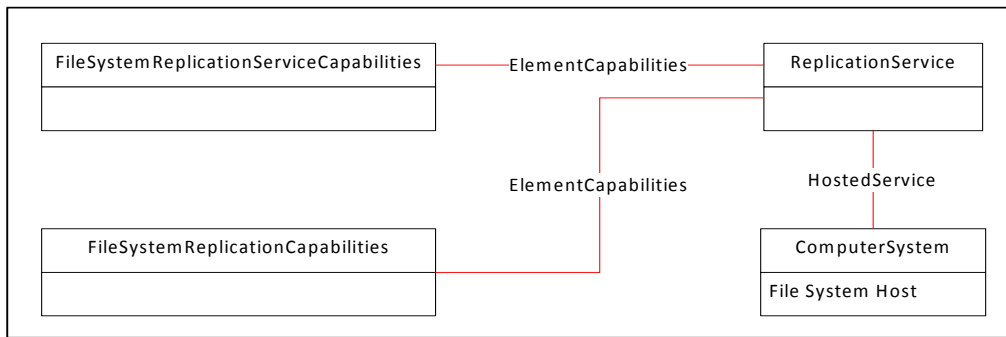 FileSystemReplicationServiceCapabilities
ElementCapabilities
ReplicationService
ElementCapabilities
HostedService
FileSystemReplicationCapabilities
ComputerSystem
File System Host